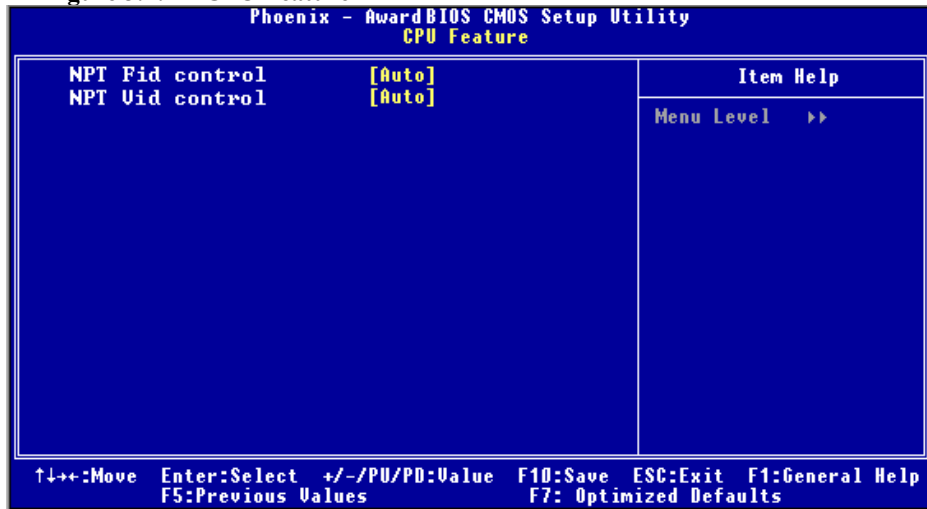 Phoenix - AwardBIOS CMOS Setup Utility
CPU Feature
NPT Fid control [Auto]
NPT Vid control [Auto]
Item Help
Menu Level ▸▸
↑↓→←:Move Enter:Select +/-/PU/PD:Value F10:Save ESC:Exit F1:General Help
F5:Previous Values F7: Optimized Defaults